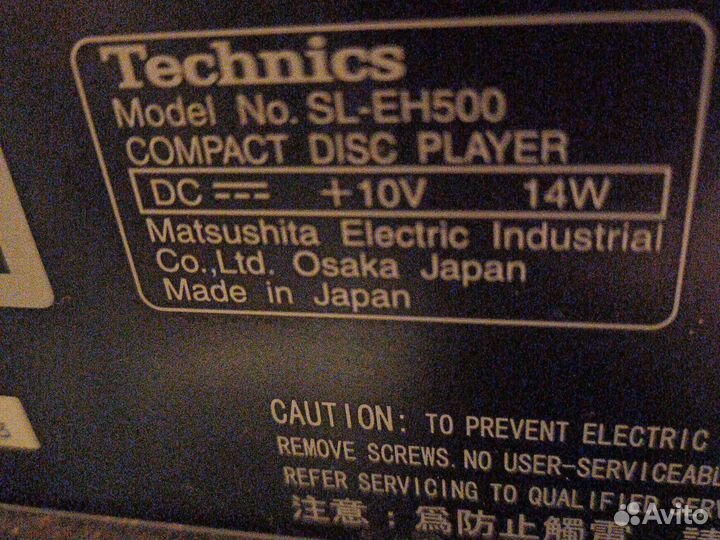 Technics
Model No. SL-EH500
COMPACT DISC PLAYER
DC +10V 14W
Matsushita Electric Industrial
Co.,Ltd. Osaka Japan
Made in Japan
CAUTION: TO PREVENT ELECTRIC
REMOVE SCREWS. NO USER-SERVICEABL
REFER SERVICING TO QUALIFIED SERV
注意：為防止觸電
Avito